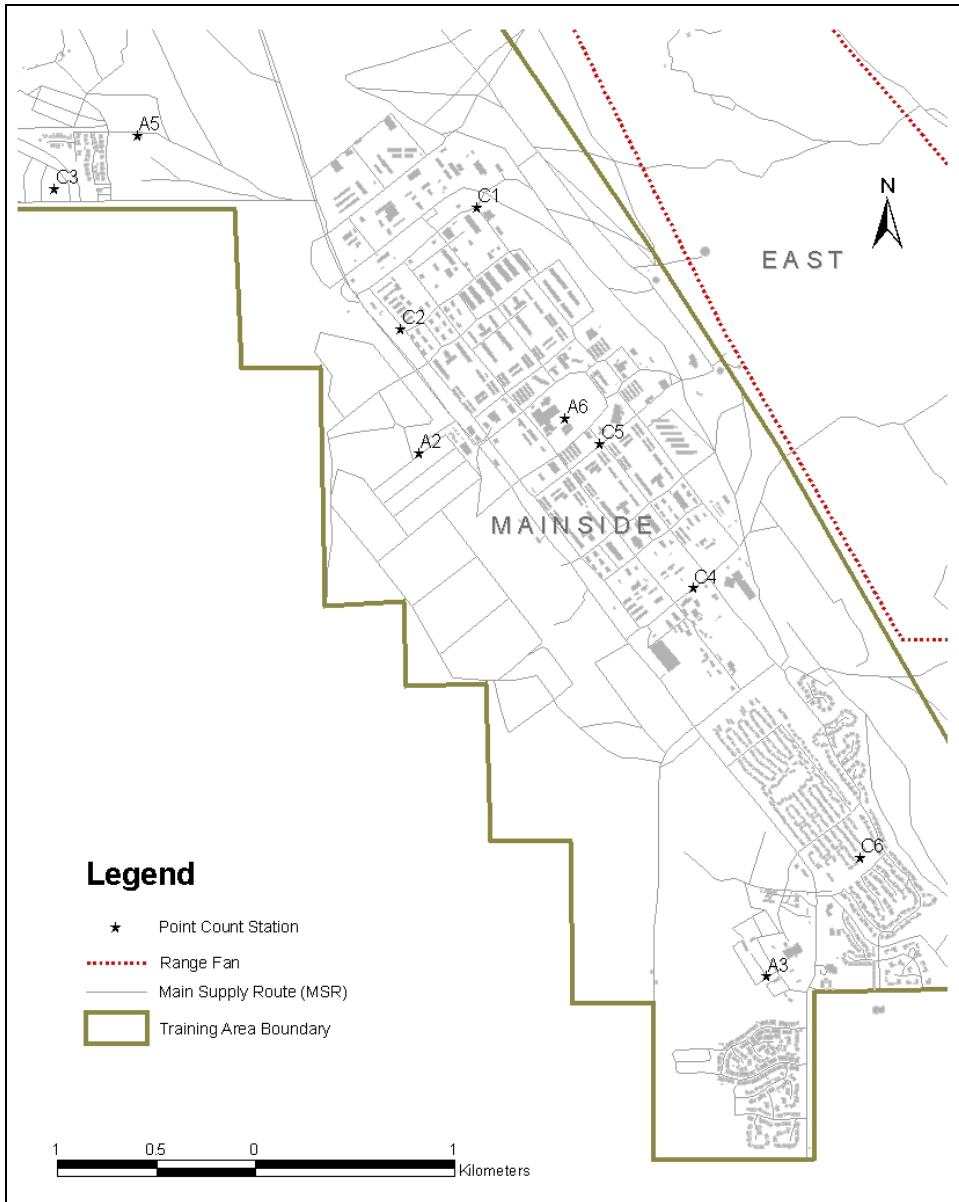 A5
C3
C1
N
EAST
C2
A6
C5
A2
MAINSIDE
C4
C6
A3
Legend
Point Count Station
Range Fan
Main Supply Route (MSR)
Training Area Boundary
1 0.5 0 1
Kilometers